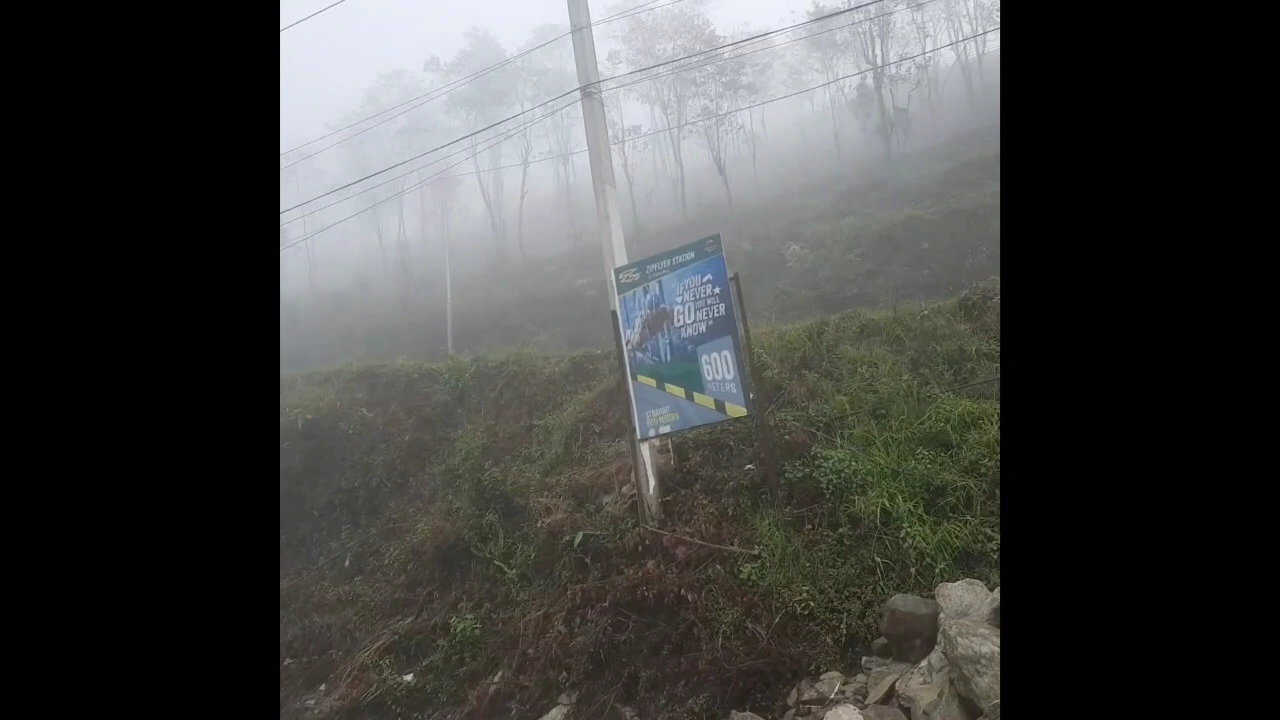 ZIPFLYER STATION
"IF YOU
NEVER
GO YOU WILL
NEVER
KNOW"
600
METERS
STRAIGHT